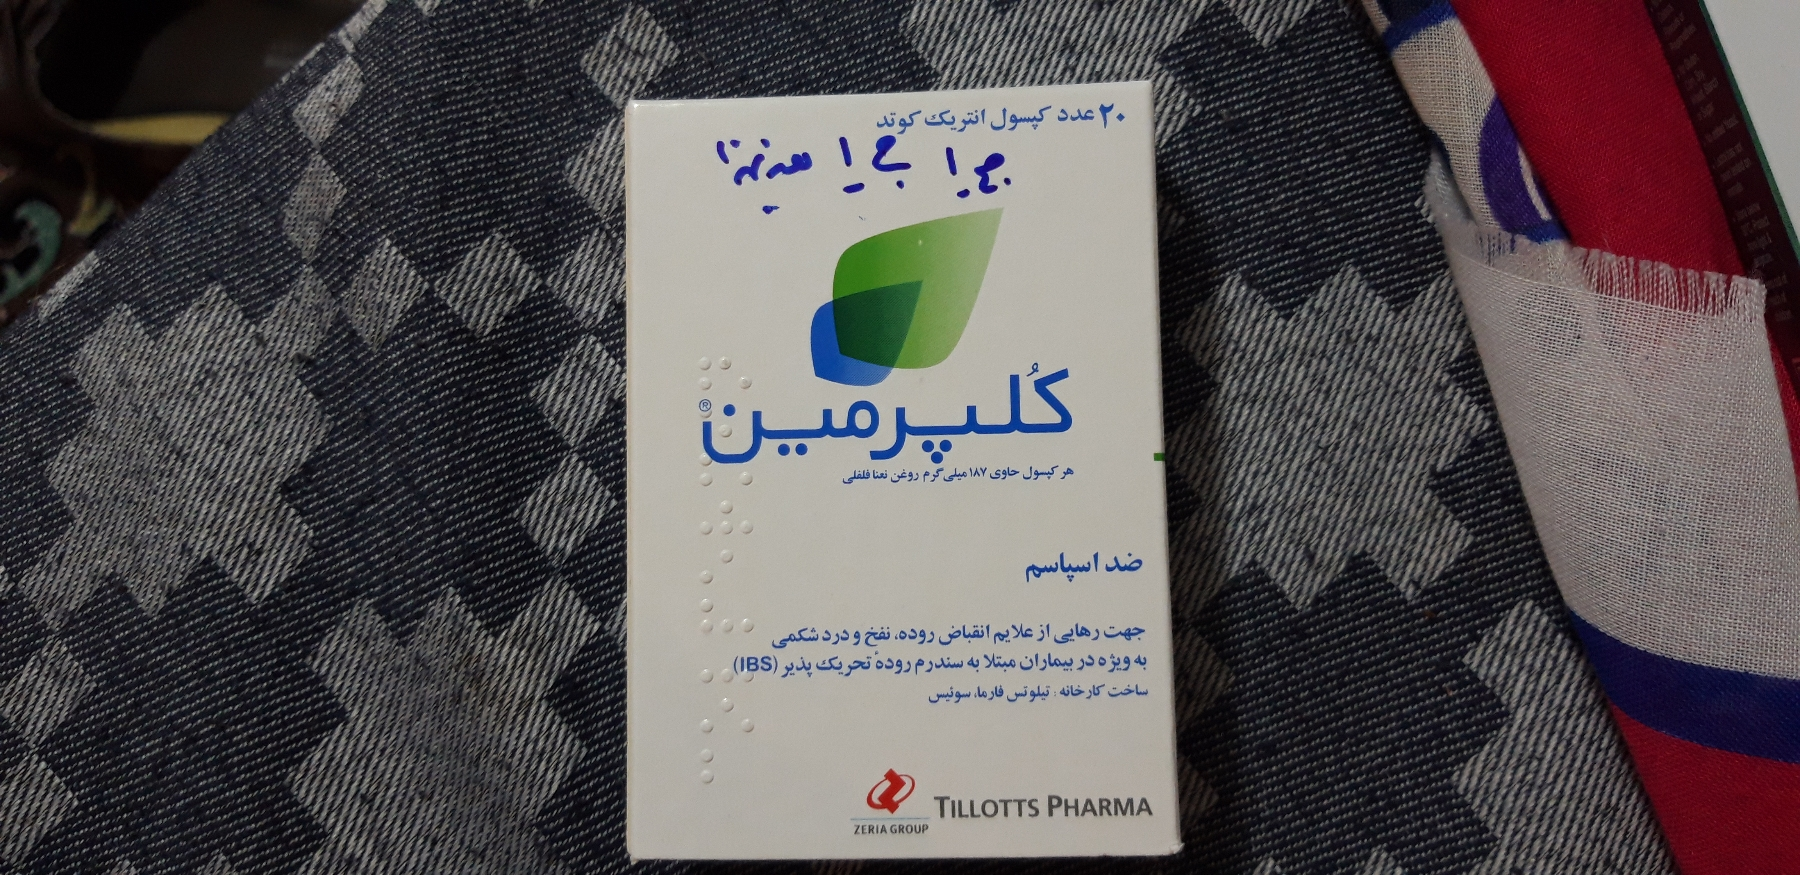 ۲۰ عدد کپسول انتریک کوتد
کُلپرمین®
هر کپسول حاوی ۱۸۷ میلی گرم روغن نعنا فلفلی
ضد اسپاسم
جهت رهایی از علایم انقباض روده، نفخ و درد شکمی
به ویژه در بیماران مبتلا به سندرم رودهٔ تحریک پذیر (IBS)
ساخت کارخانه: تیلوتس فارما، سوئیس
ZERIA GROUP TILLOTTS PHARMA